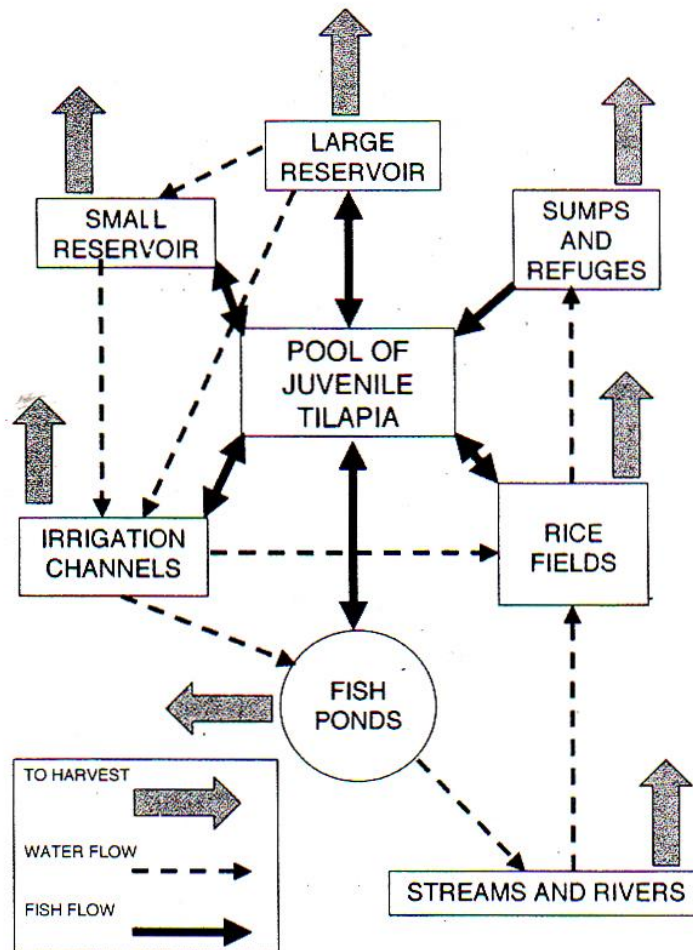 LARGE
RESERVOIR
SMALL
RESERVOIR
SUMPS
AND
REFUGES
POOL OF
JUVENILE
TILAPIA
IRRIGATION
CHANNELS
RICE
FIELDS
FISH
PONDS
TO HARVEST
WATER FLOW
FISH FLOW
STREAMS AND RIVERS